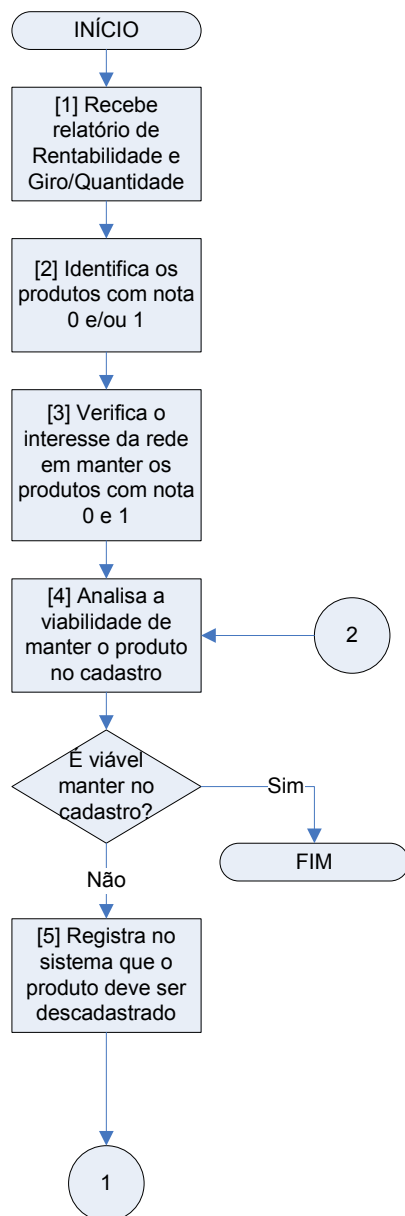 INÍCIO
[1] Recebe
relatório de
Rentabilidade e
Giro/Quantidade
[2] Identifica os
produtos com nota
0 e/ou 1
[3] Verifica o
interesse da rede
em manter os
produtos com nota
0 e 1
[4] Analisa a
viabilidade de
manter o produto
no cadastro
2
É viável
manter no
cadastro?
Sim
FIM
Não
[5] Registra no
sistema que o
produto deve ser
descadastrado
1